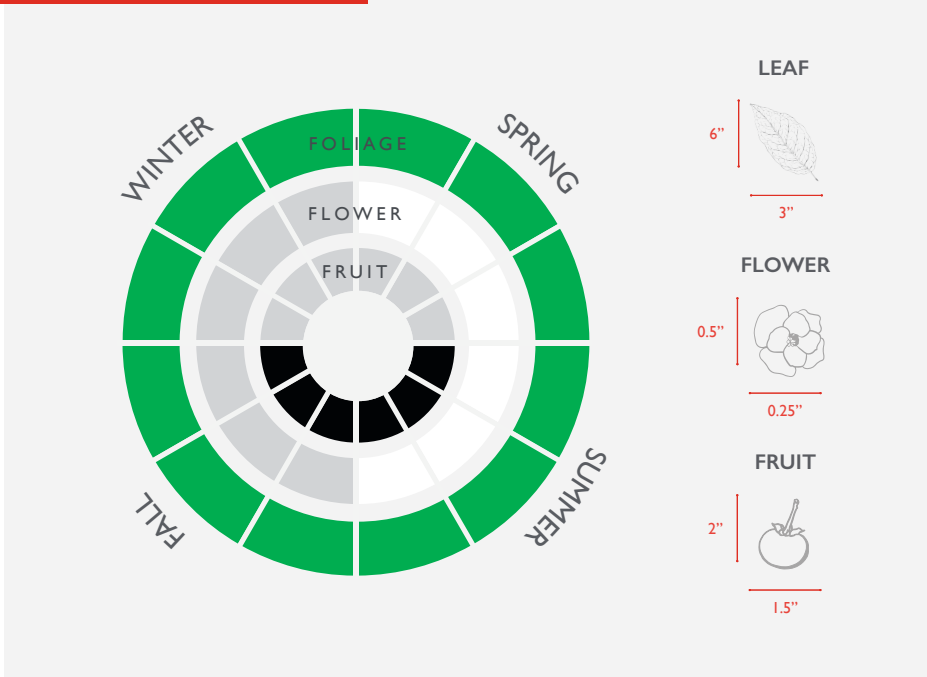 WINTER
SPRING
FOLIAGE
FLOWER
FRUIT
FALL
SUMMER
LEAF
6”
3”
FLOWER
0.5”
0.25”
FRUIT
2”
1.5”